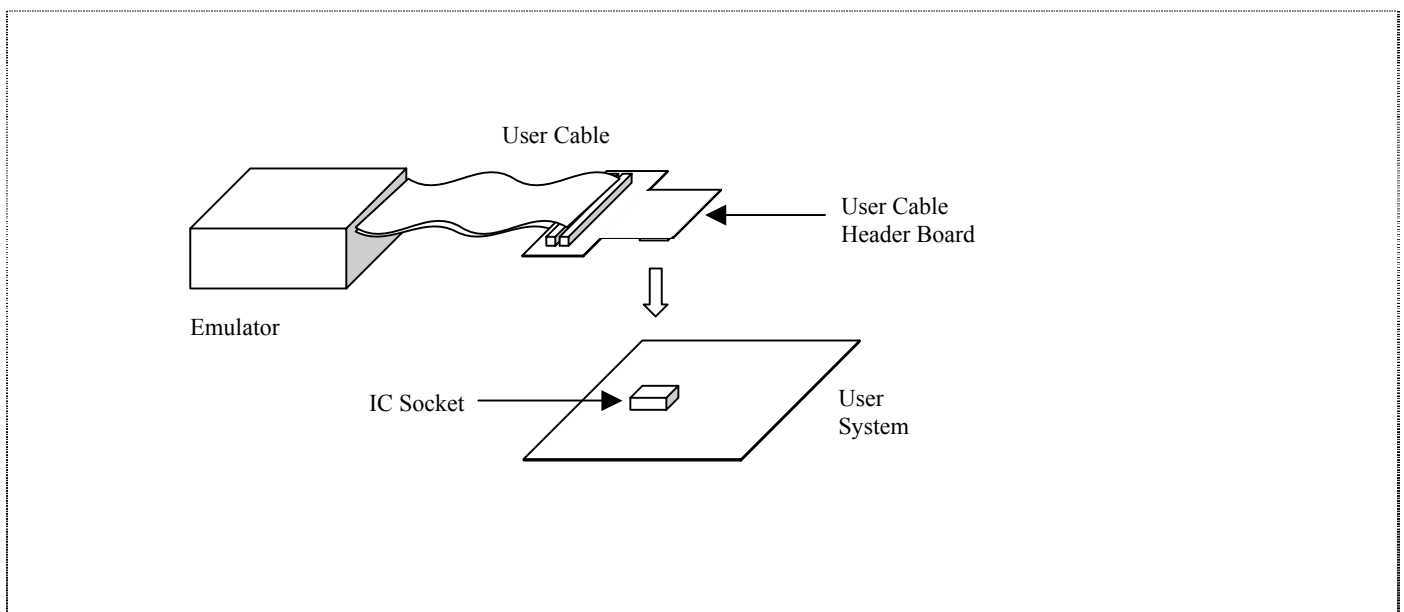 User Cable
User Cable
Header Board
Emulator
IC Socket
User
System